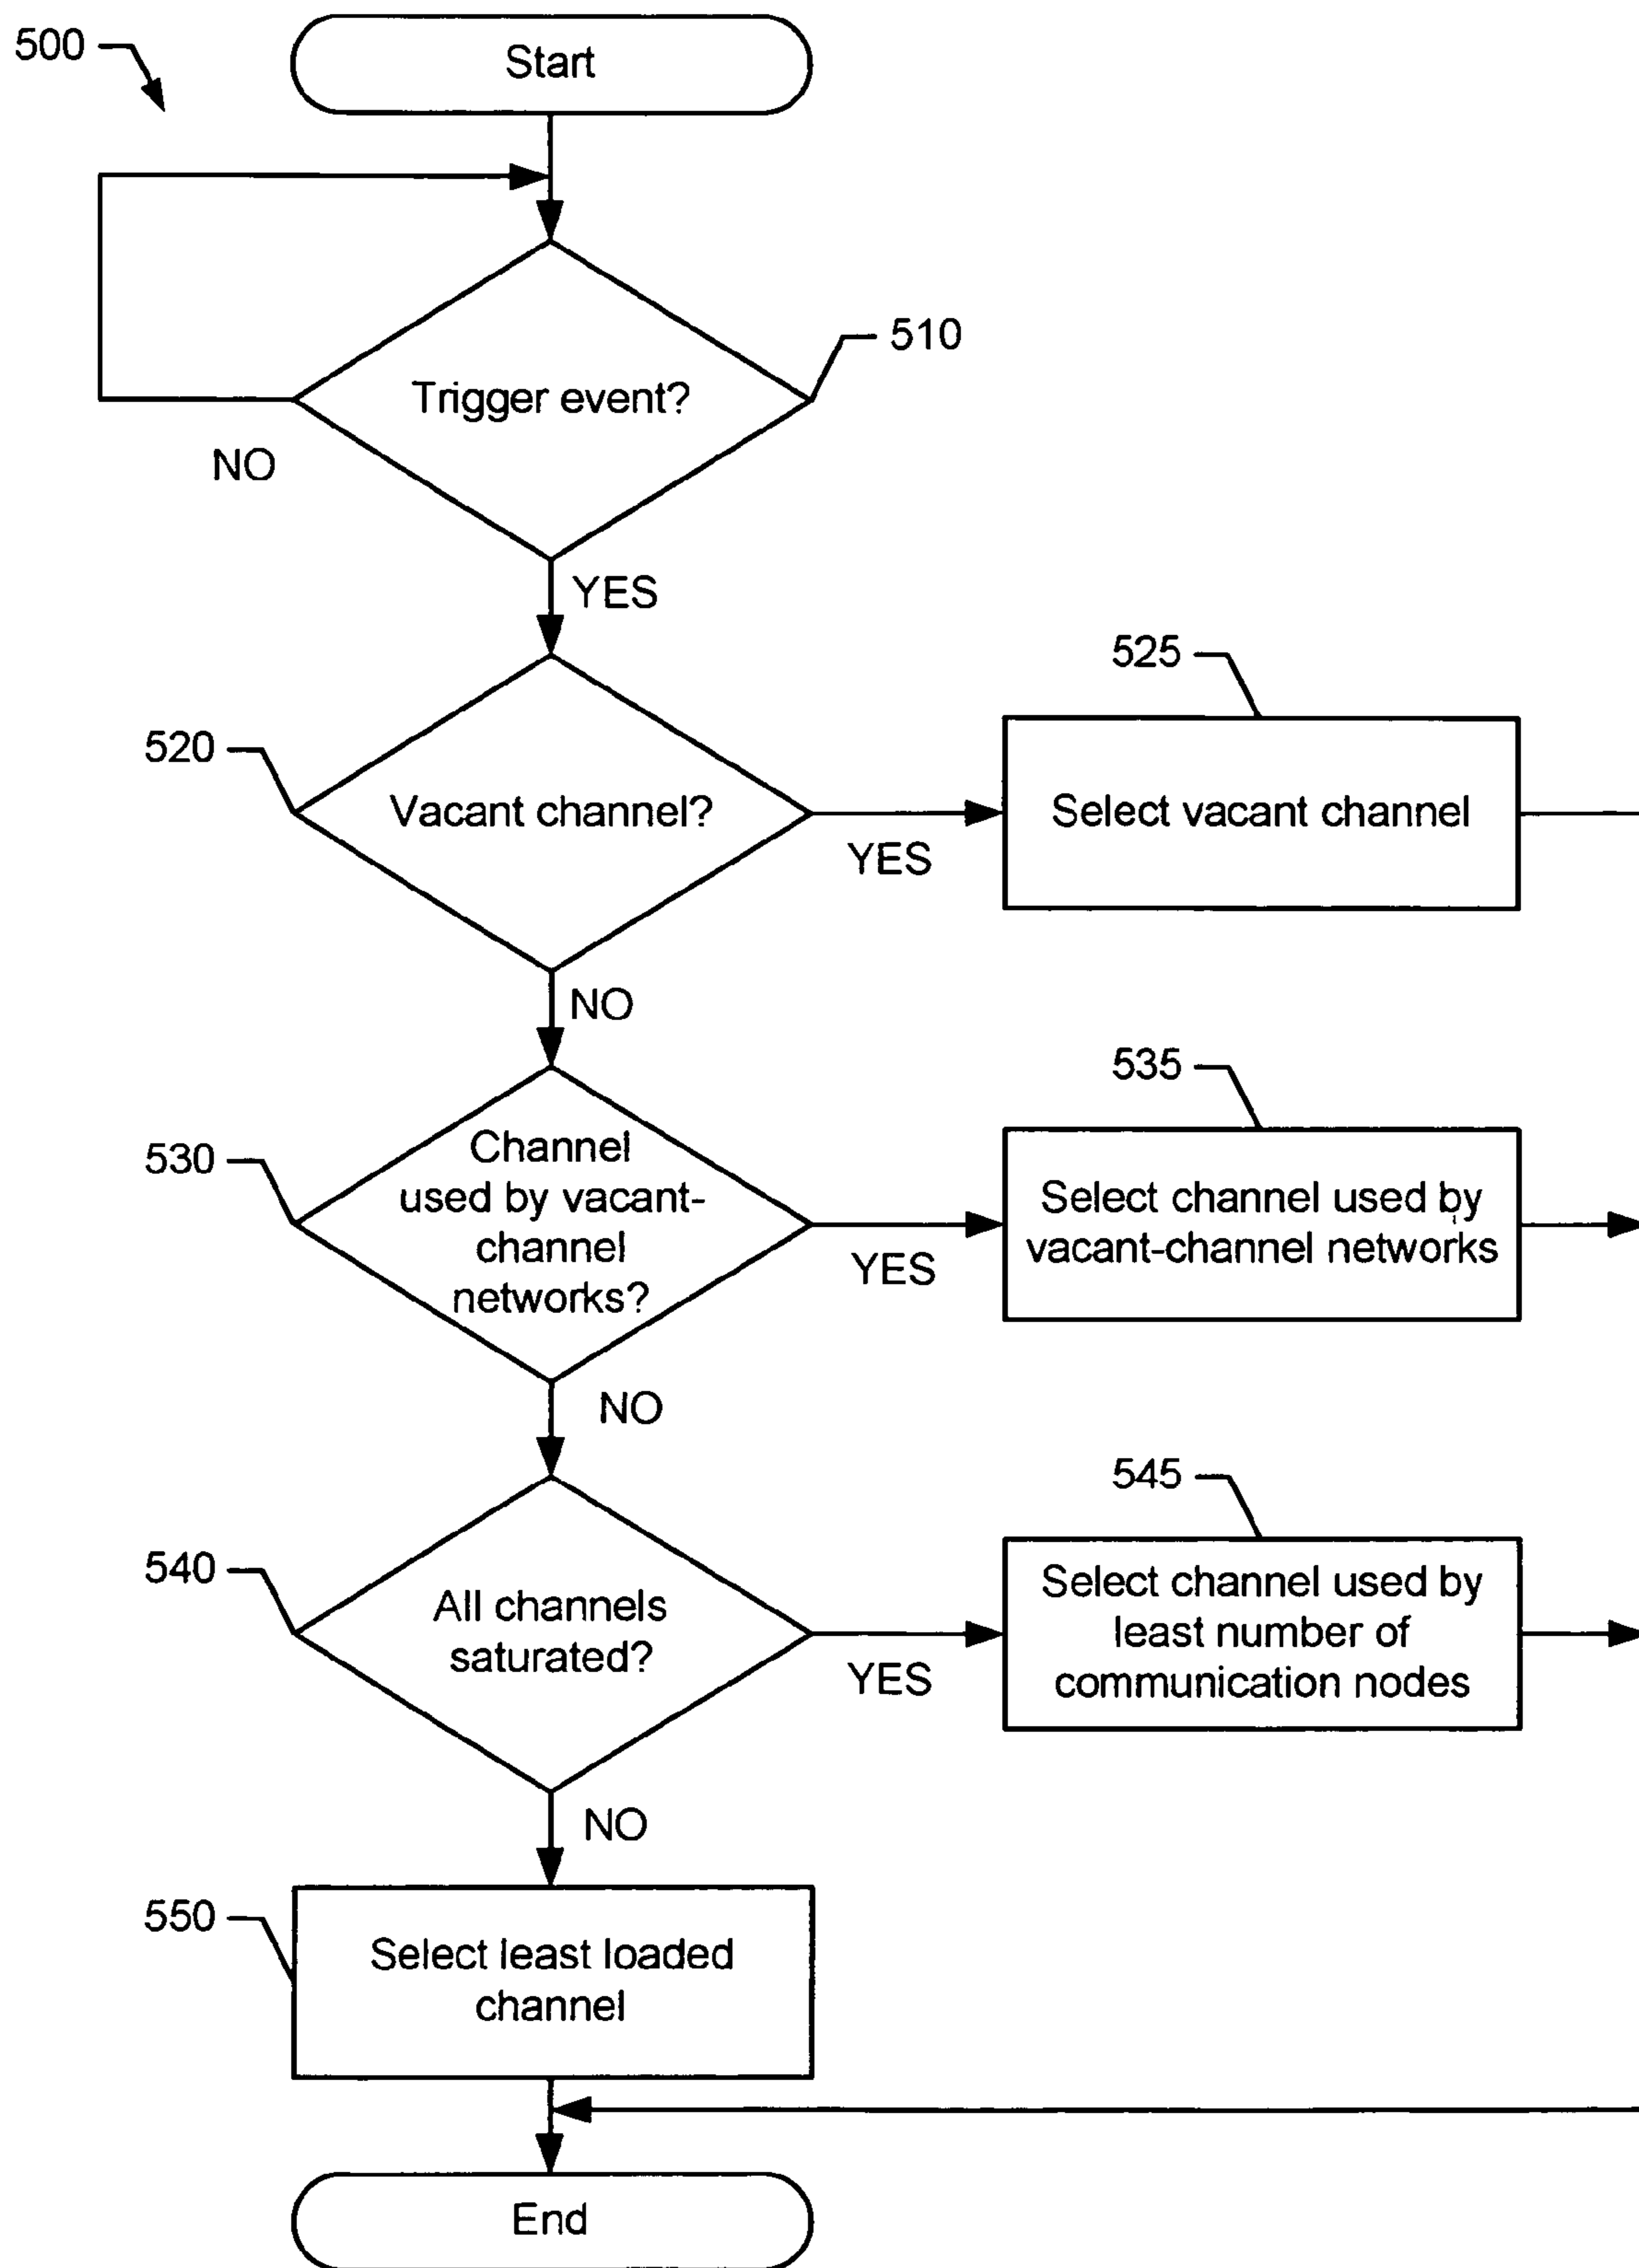 500
Start
510
Trigger event?
NO
YES
525
520
Vacant channel?
YES
Select vacant channel
NO
535
530
Channel
used by vacant-
channel
networks?
YES
Select channel used by
vacant-channel networks
NO
545
540
All channels
saturated?
YES
Select channel used by
least number of
communication nodes
NO
550
Select least loaded
channel
End